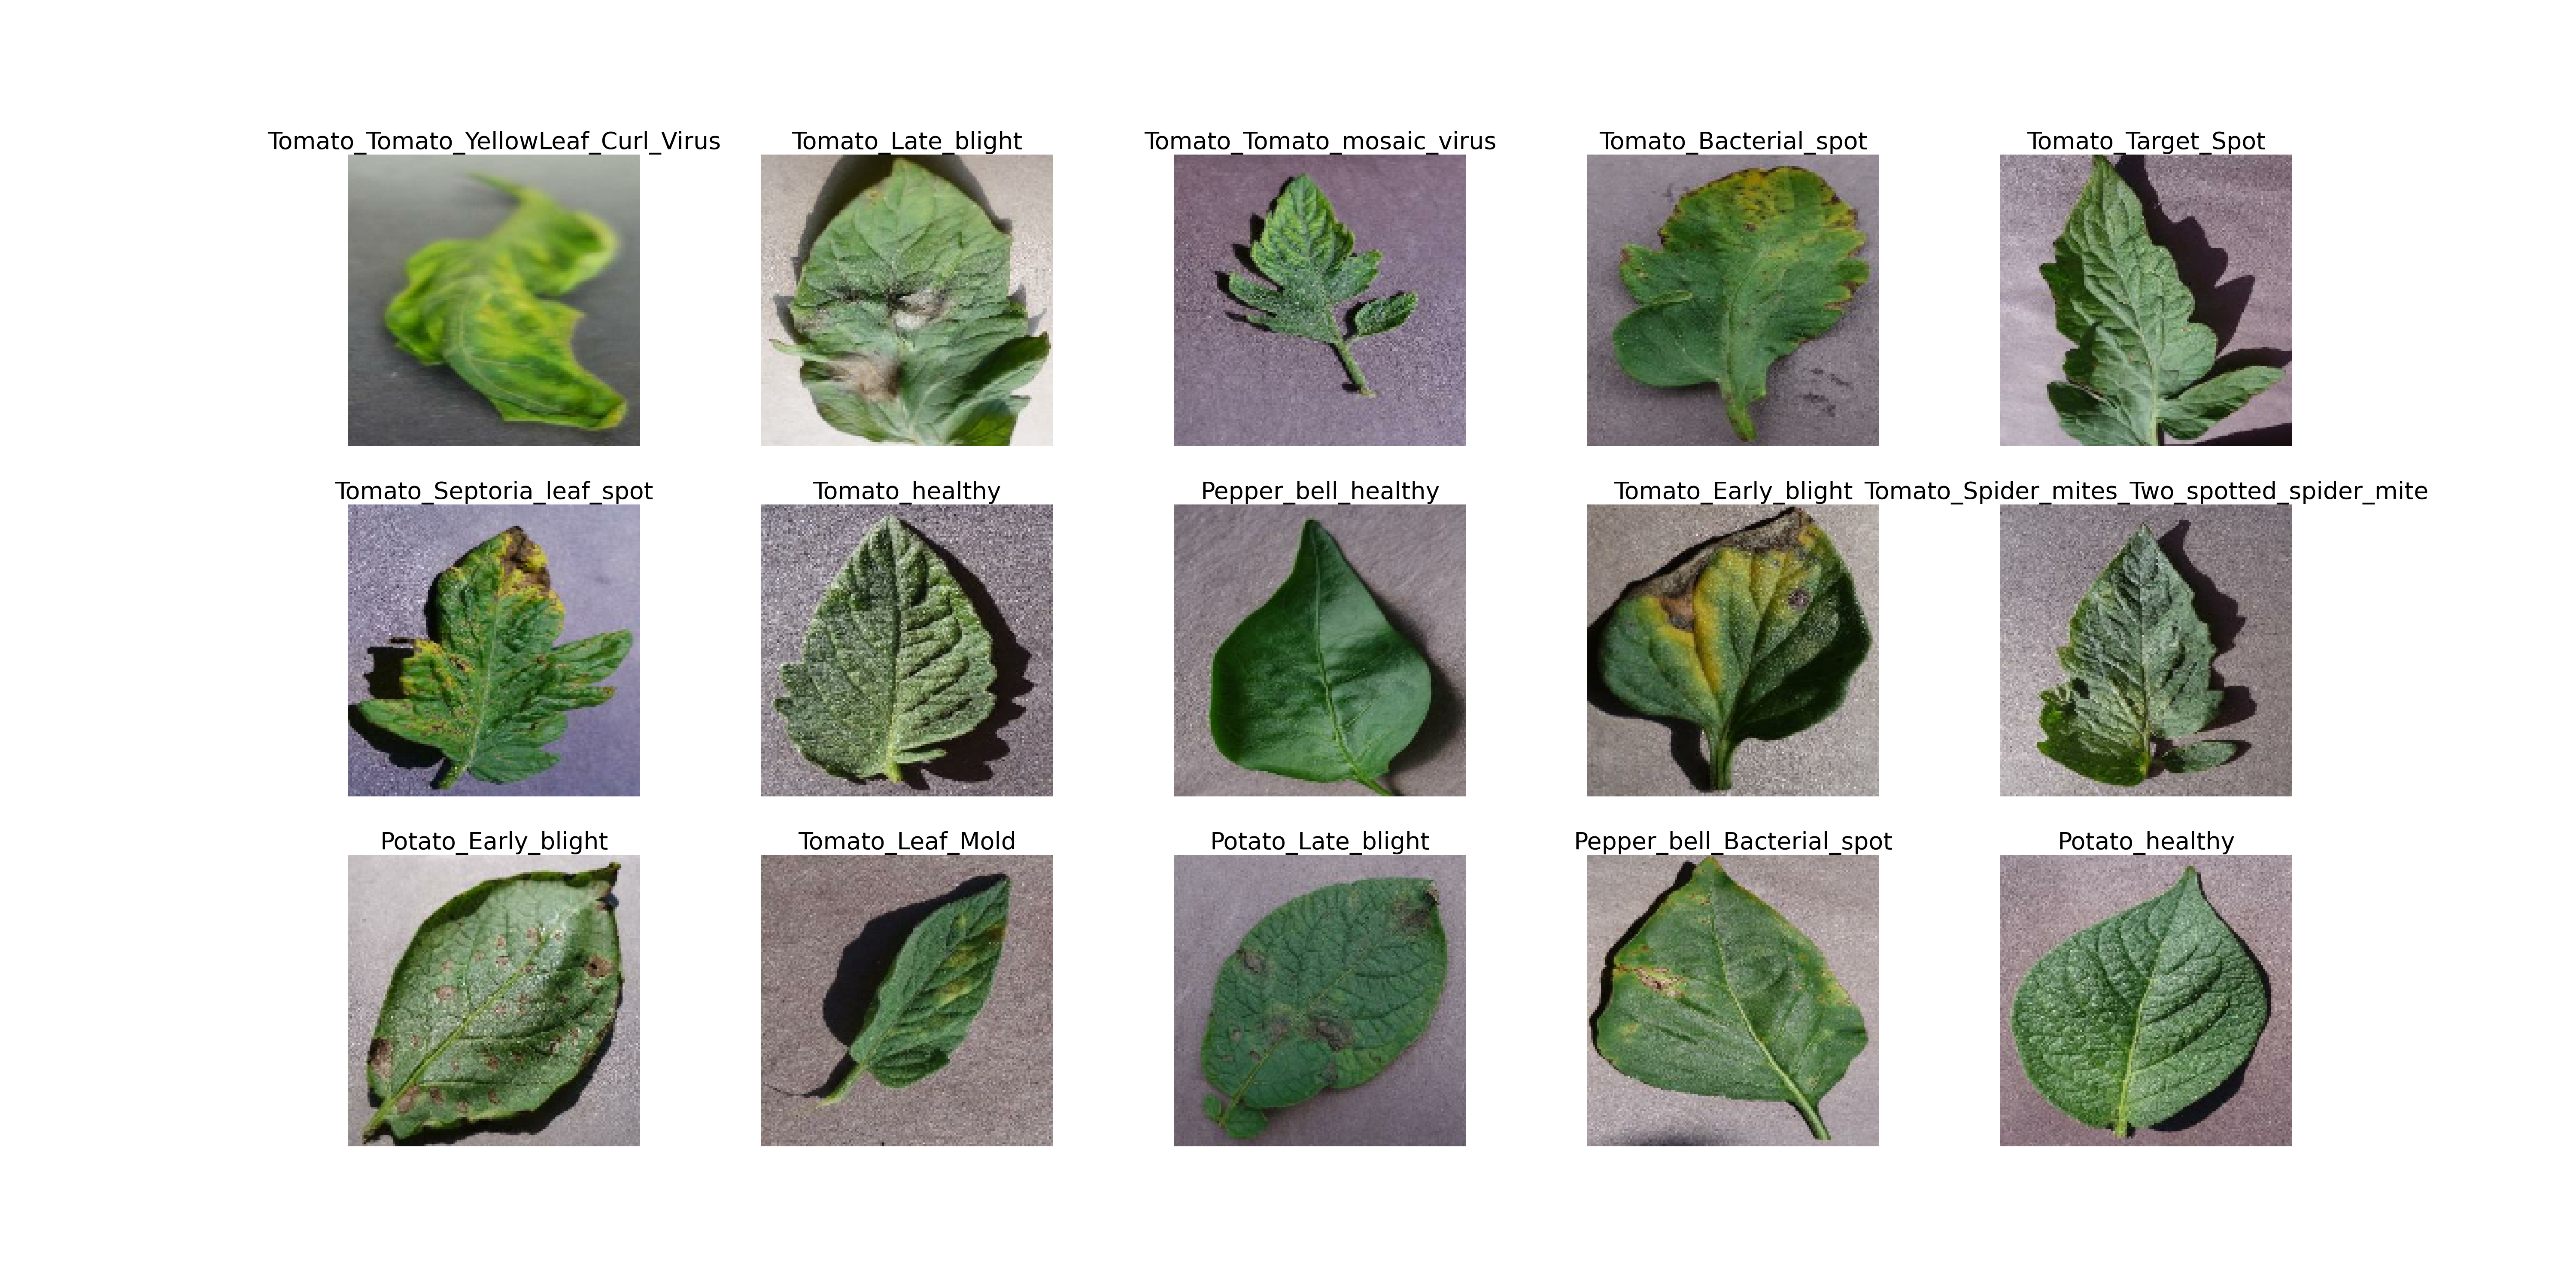 Tomato_Tomato_YellowLeaf_Curl_Virus
Tomato_Late_blight
Tomato_Tomato_mosaic_virus
Tomato_Bacterial_spot
Tomato_Target_Spot
Tomato_Septoria_leaf_spot
Tomato_healthy
Pepper_bell_healthy
Tomato_Early_blight
Tomato_Spider_mites_Two_spotted_spider_mite
Potato_Early_blight
Tomato_Leaf_Mold
Potato_Late_blight
Pepper_bell_Bacterial_spot
Potato_healthy